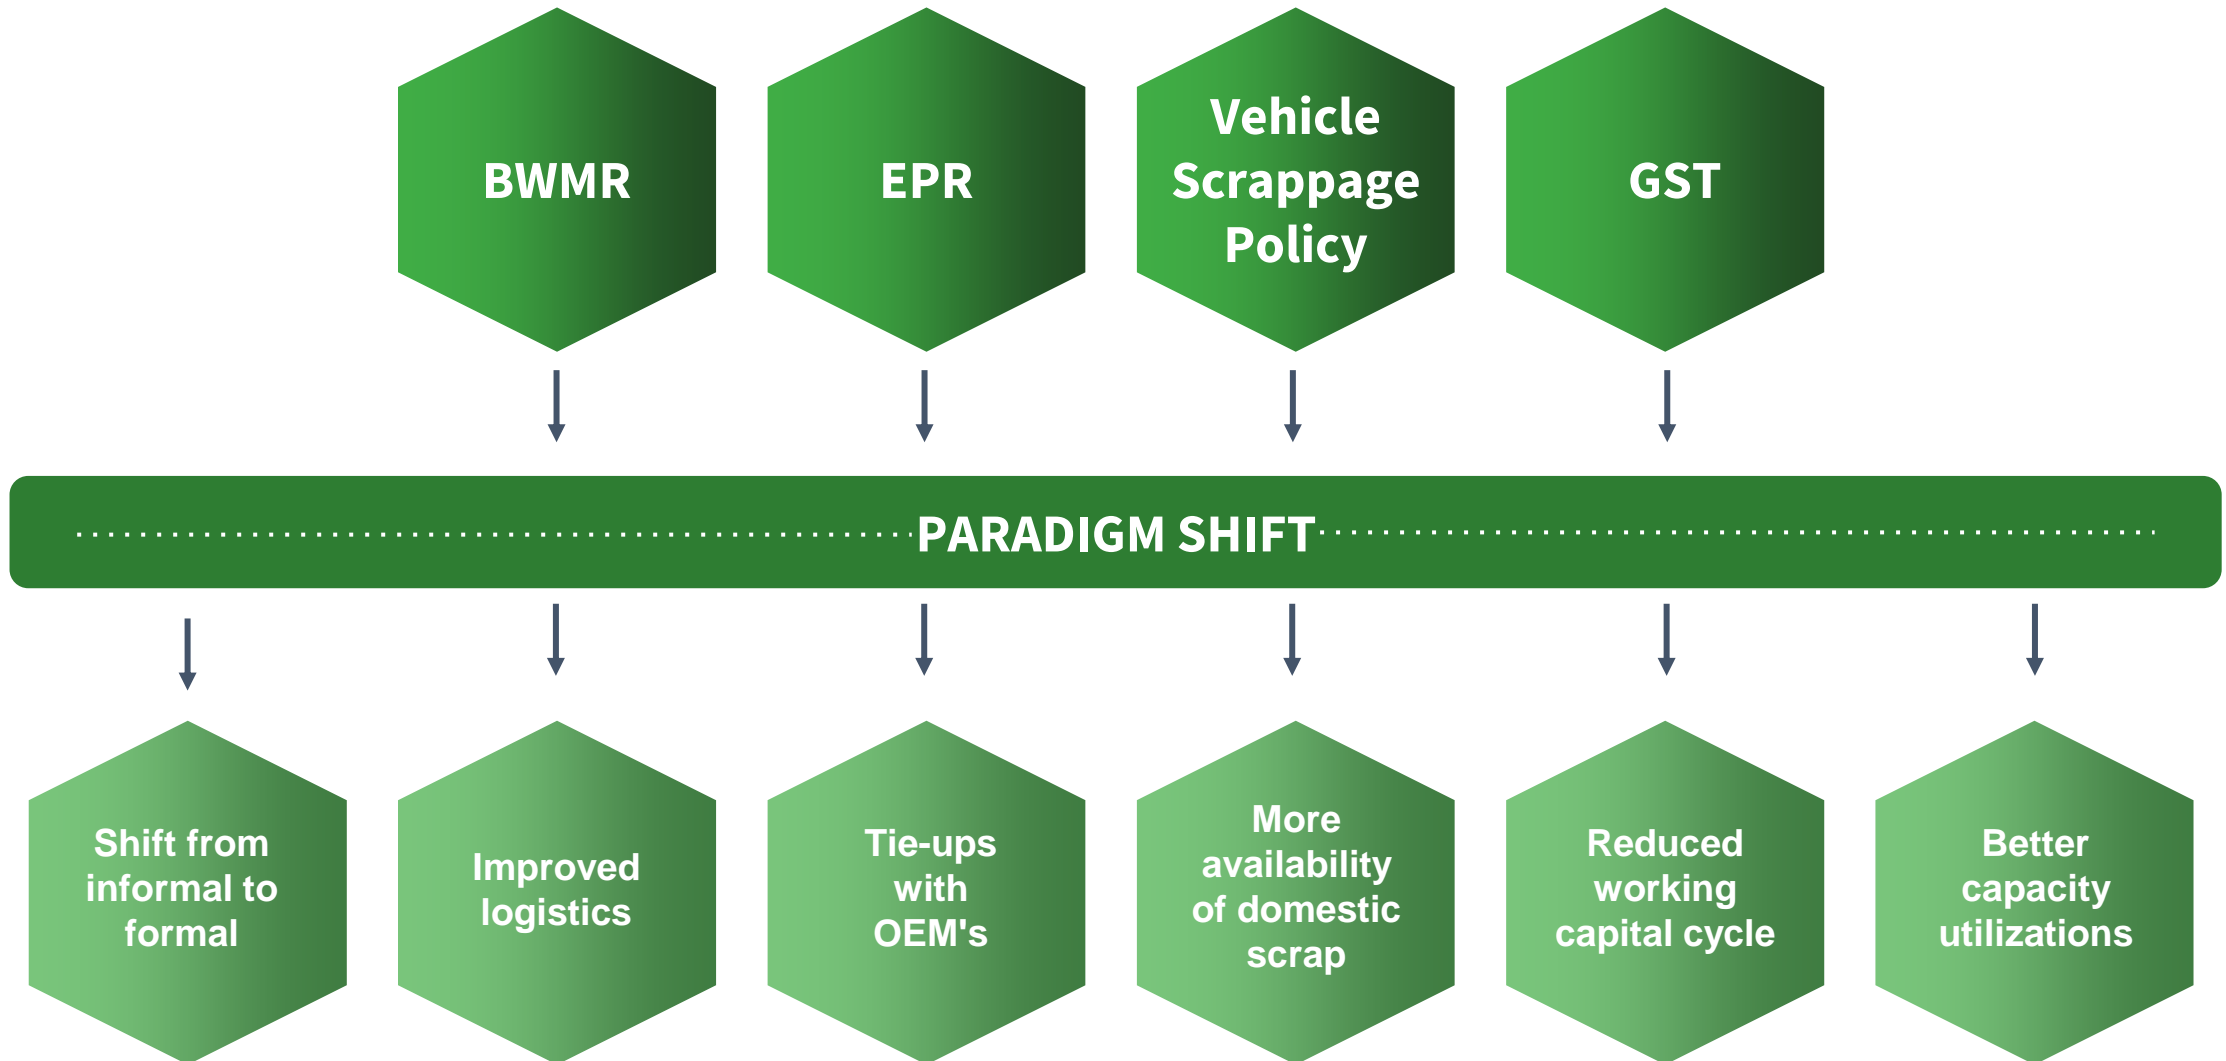 BWMR
EPR
Vehicle
Scrappage
Policy
GST
PARADIGM SHIFT
Shift from
informal to
formal
Improved
logistics
Tie-ups
with
OEM's
More
availability
of domestic
scrap
Reduced
working
capital cycle
Better
capacity
utilizations